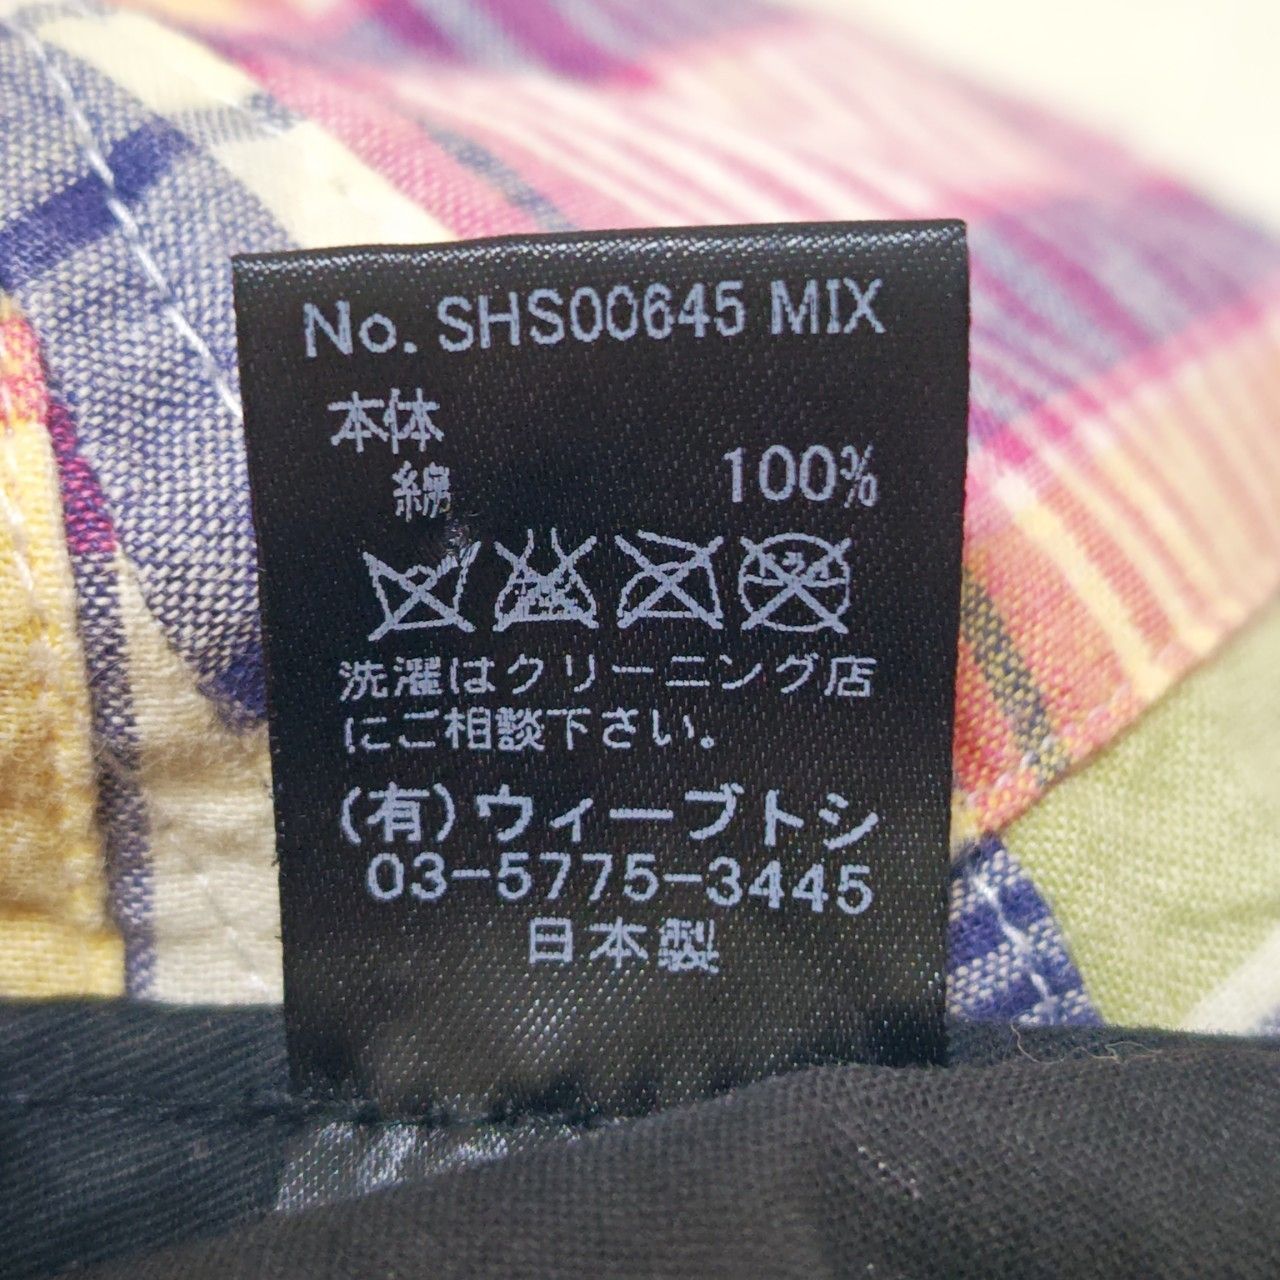 No. SHS00645 MIX
本体
綿 100%
洗濯はクリーニング店
にご相談下さい。
(有)ウィーブトシ
03-5775-3445
日本製